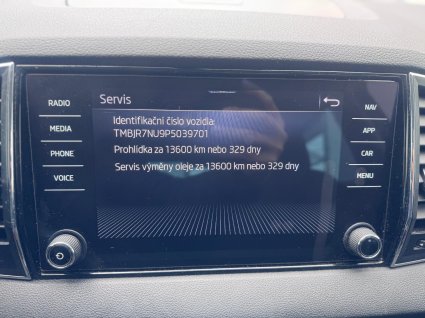 Servis
RADIO
MEDIA
PHONE
VOICE
Identifikační číslo vozidla:
TMBJR7NU9P5039701
Prohlídka za 13600 km nebo 329 dny
Servis výměny oleje za 13600 km nebo 329 dny
NAV
APP
CAR
MENU